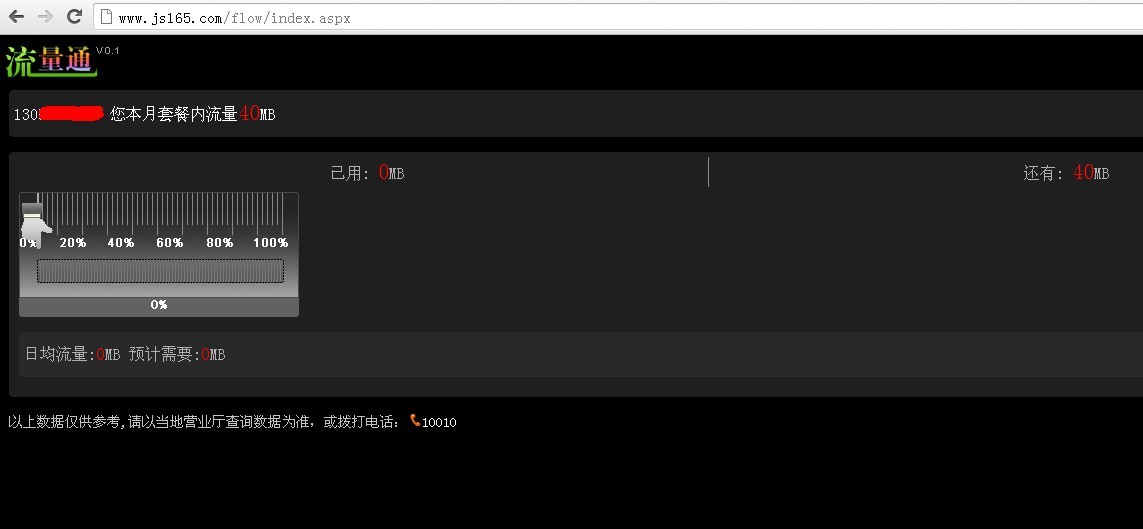 www.js165.com/flow/index.aspx
流量通 V0.1
130 您本月套餐内流量40MB
已用: 0MB 还有: 40MB
0% 20% 40% 60% 80% 100%
0%
日均流量:0MB 预计需要:0MB
以上数据仅供参考,请以当地营业厅查询数据为准，或拨打电话：10010